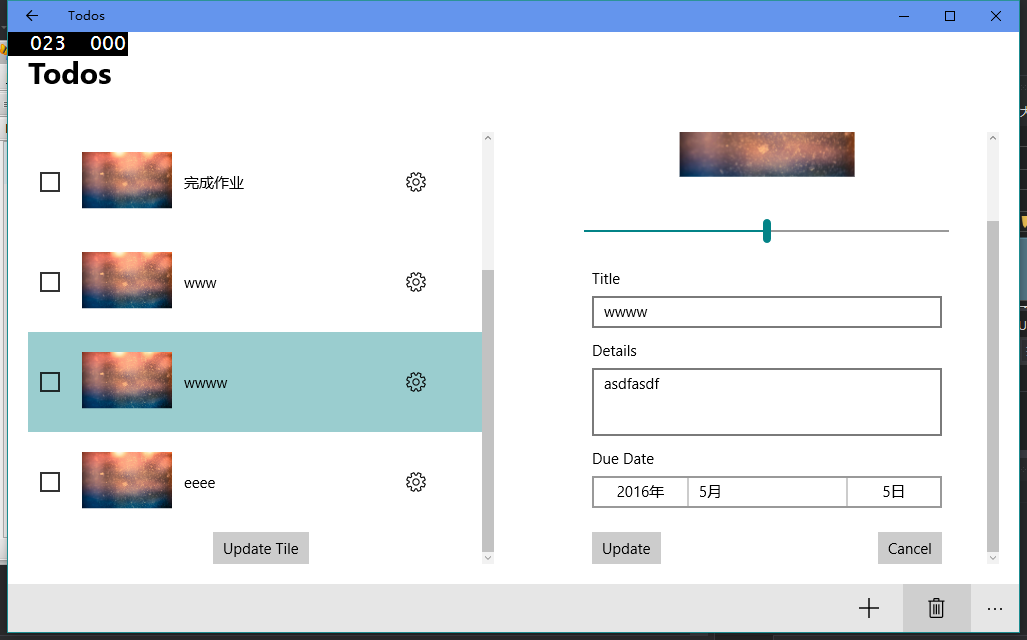 Todos
023 000
Todos
完成作业
www
wwww
eeee
Update Tile
Title
wwww
Details
asdfasdf
Due Date
2016年 5月 5日
Update
Cancel